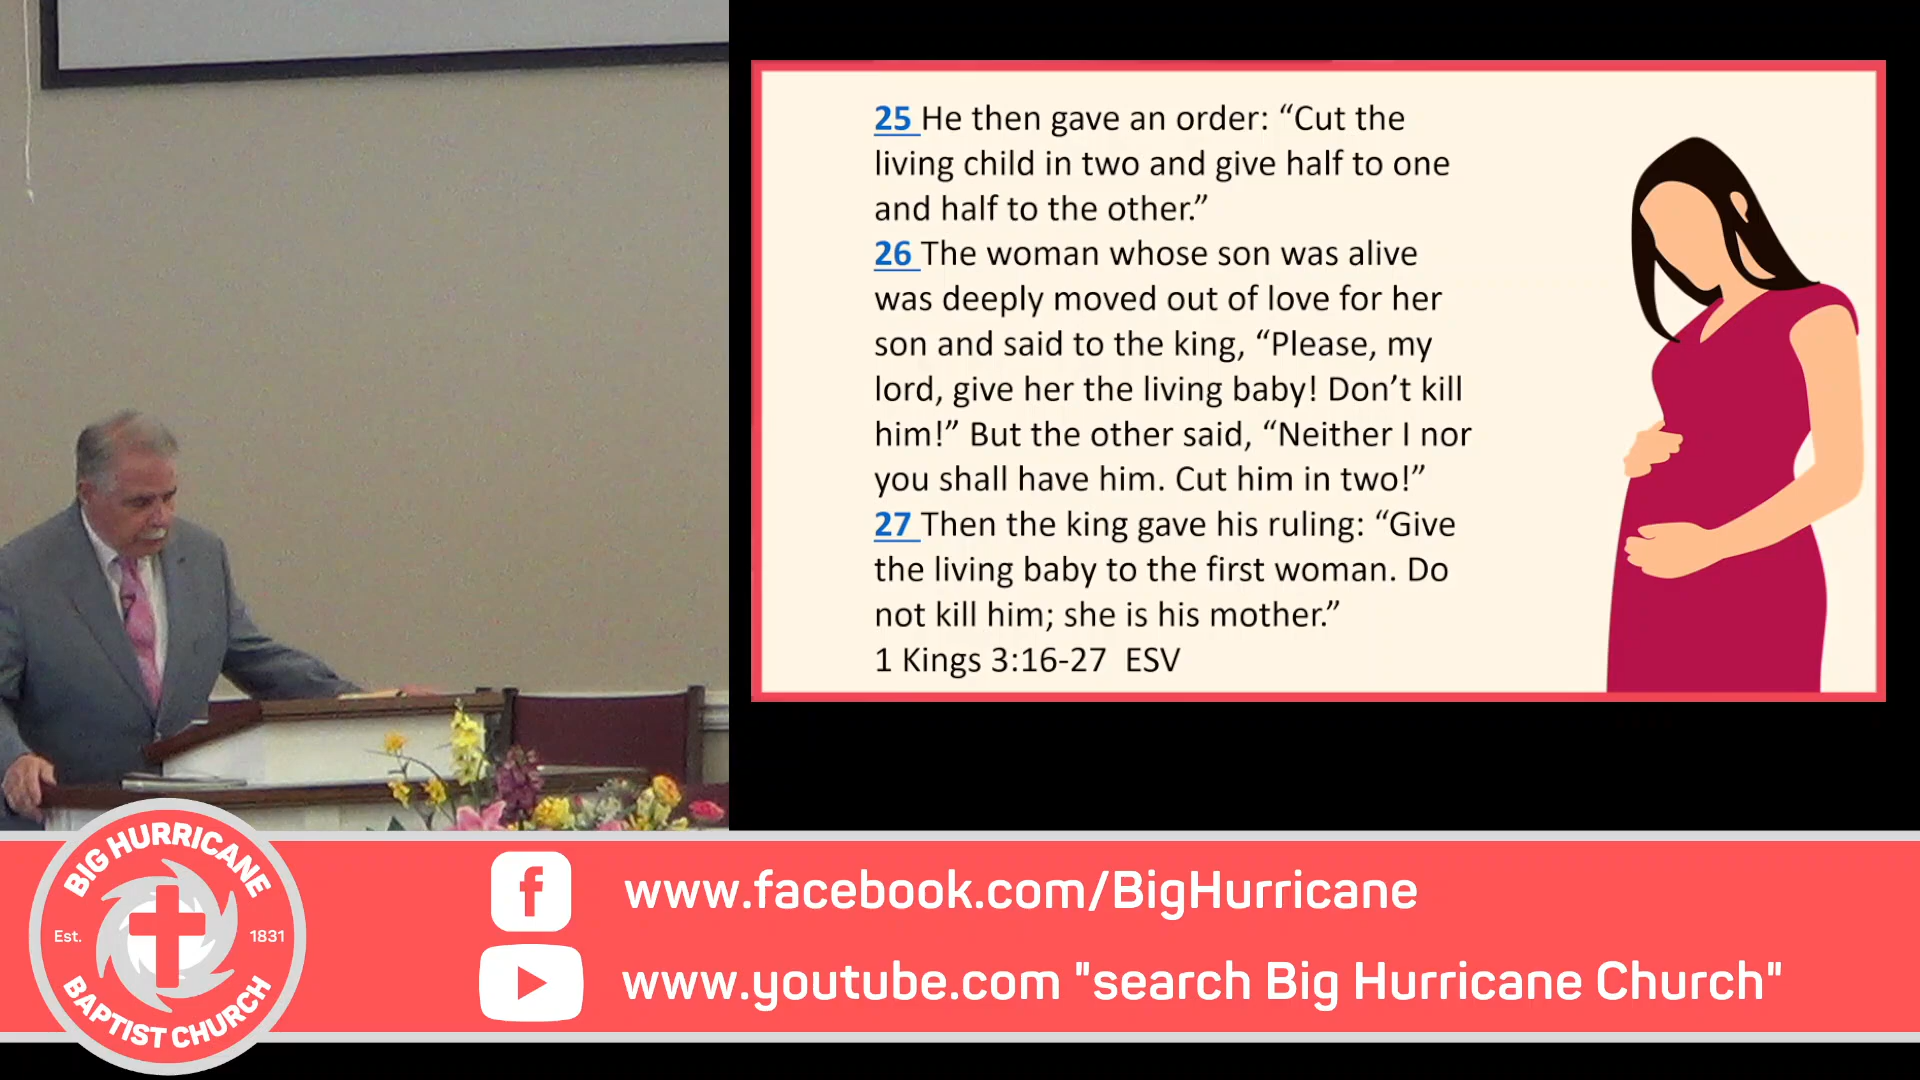 25 He then gave an order: “Cut the
living child in two and give half to one
and half to the other.”
26 The woman whose son was alive
was deeply moved out of love for her
son and said to the king, “Please, my
lord, give her the living baby! Don’t kill
him!” But the other said, “Neither I nor
you shall have him. Cut him in two!”
27 Then the king gave his ruling: “Give
the living baby to the first woman. Do
not kill him; she is his mother.”
1 Kings 3:16-27  ESV
BIG HURRICANE
Est. 1831
BAPTIST CHURCH
www.facebook.com/BigHurricane
www.youtube.com "search Big Hurricane Church"